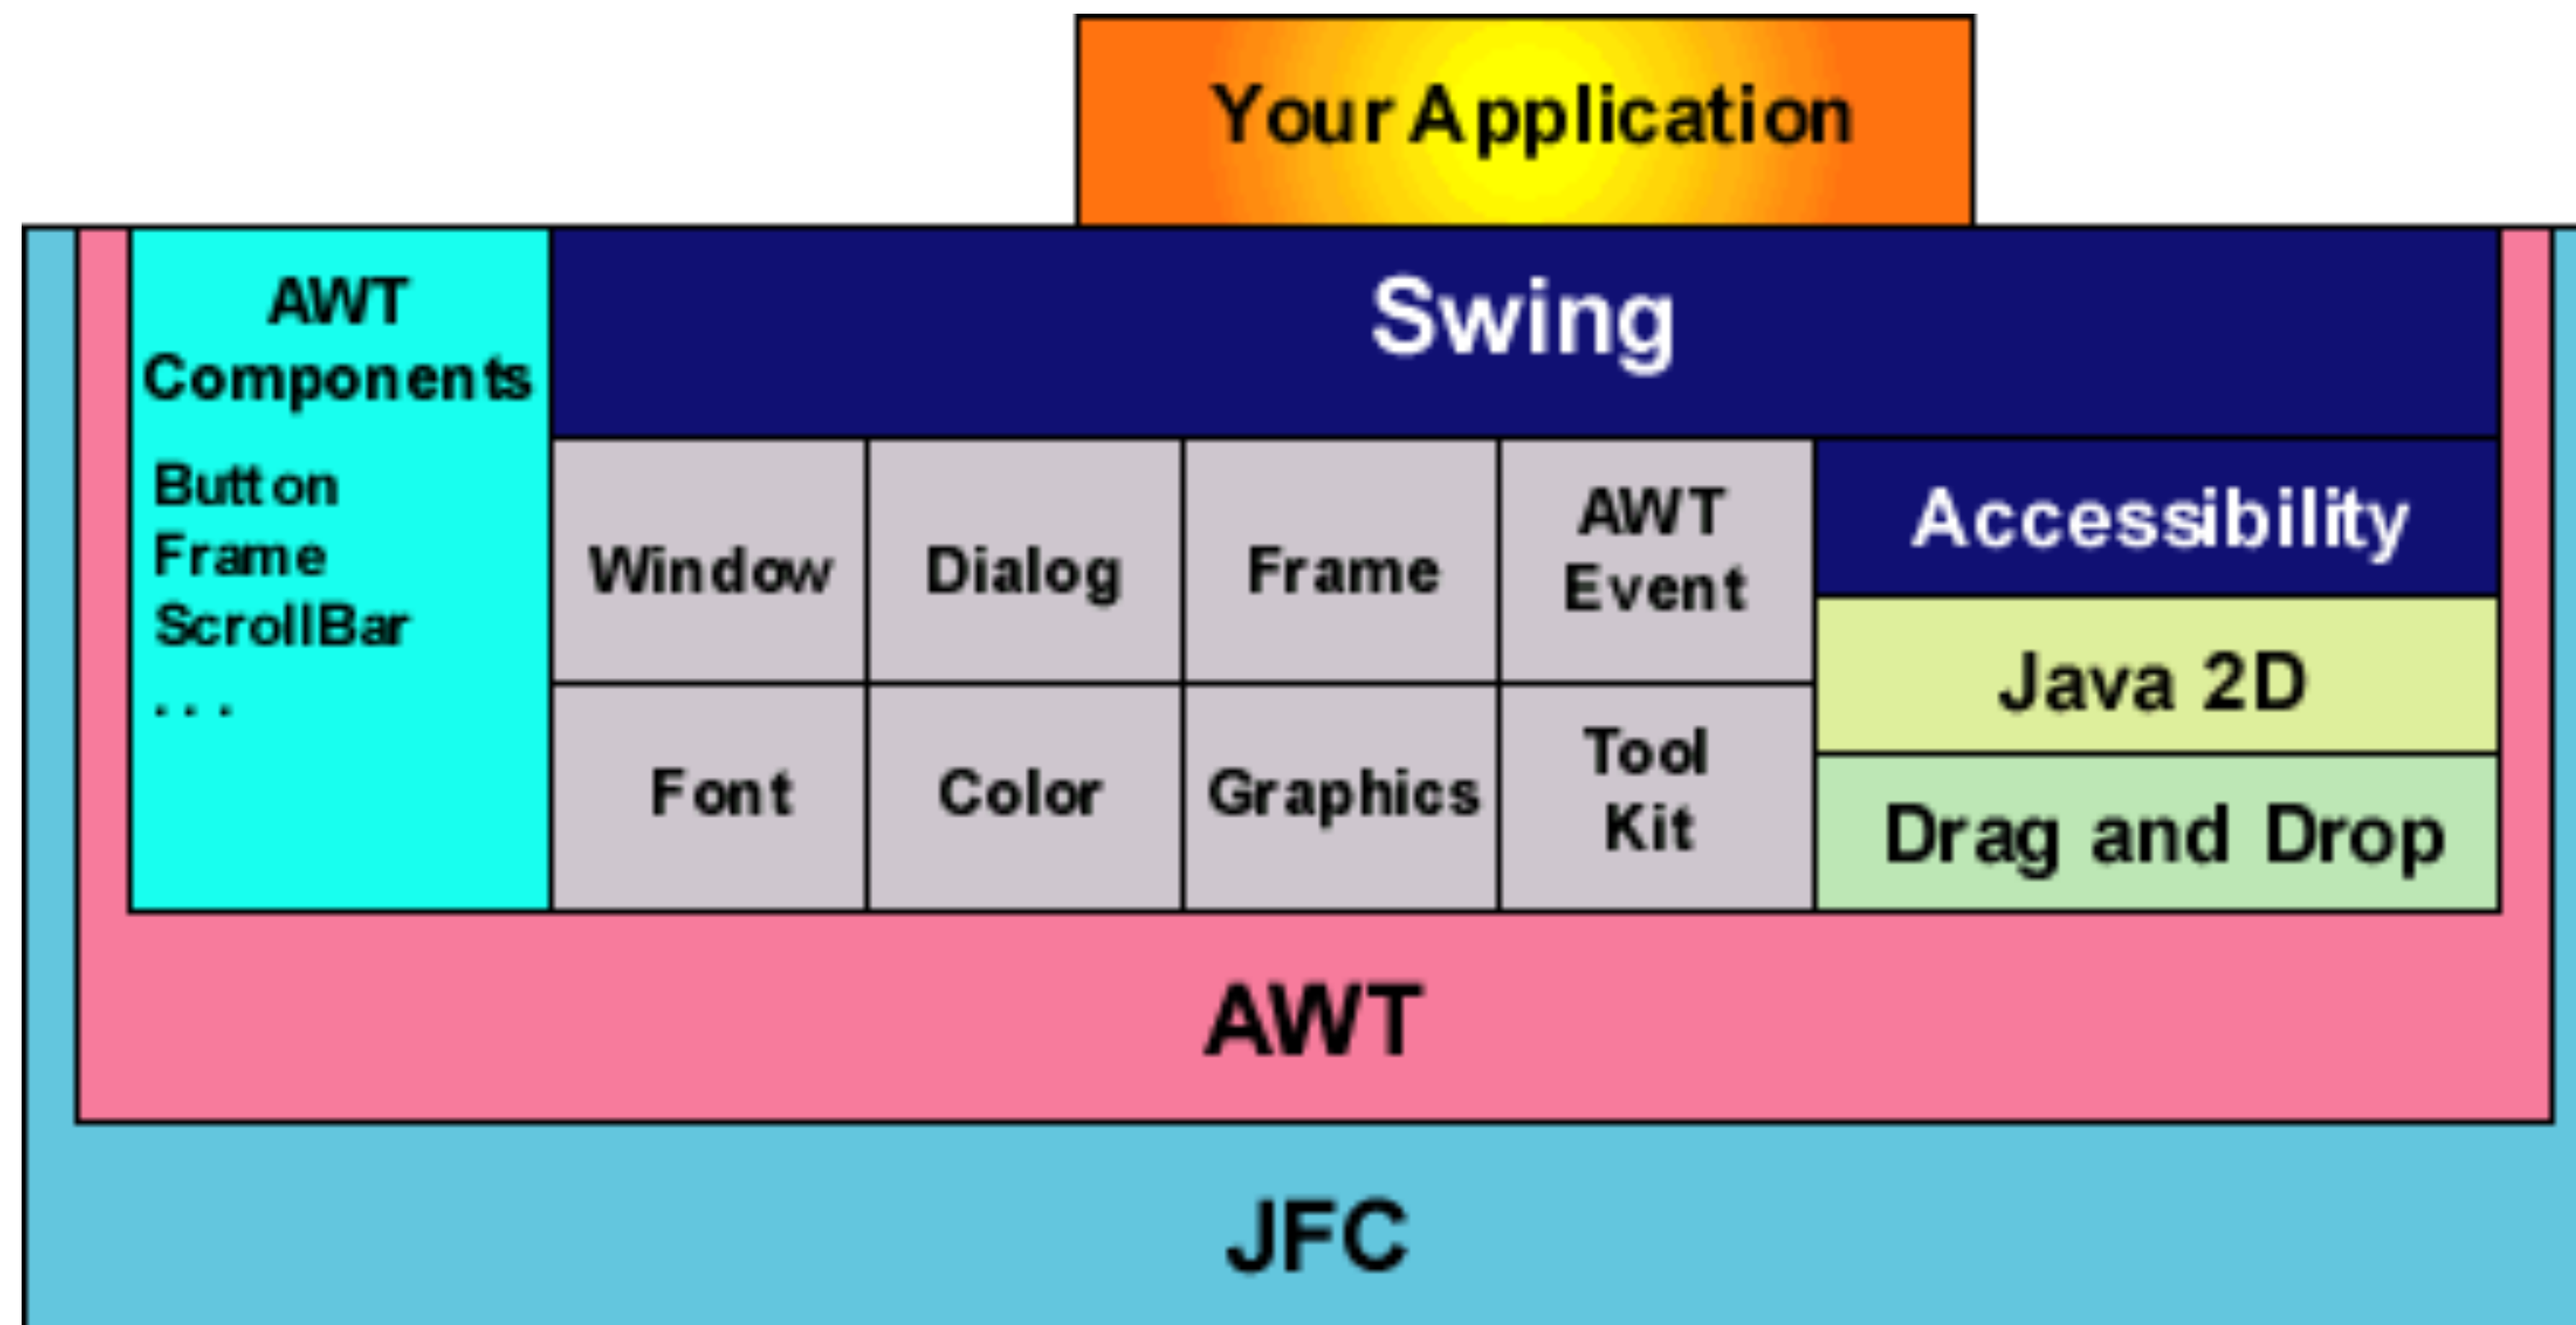 Your Application
AWT
Components
Button
Frame
ScrollBar
...
Swing
Window
Dialog
Frame
AWT
Event
Accessibility
Java 2D
Font
Color
Graphics
Tool
Kit
Drag and Drop
AWT
JFC